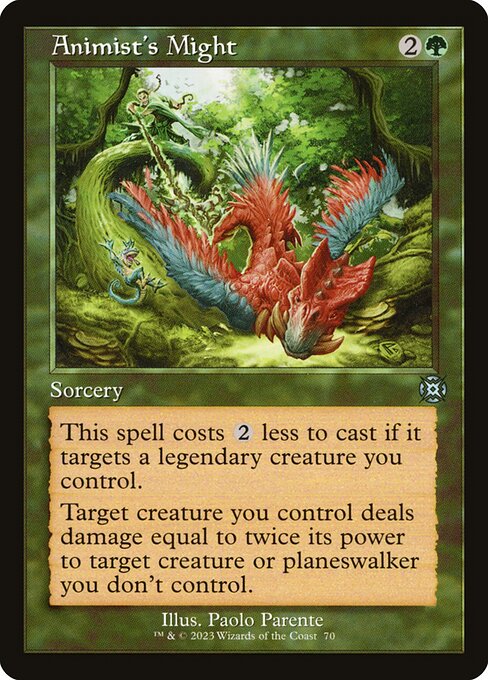 Animist's Might 2
Sorcery
This spell costs 2 less to cast if it
targets a legendary creature you
control.
Target creature you control deals
damage equal to twice its power
to target creature or planeswalker
you don't control.
Illus. Paolo Parente
™ & © 2023 Wizards of the Coast 70